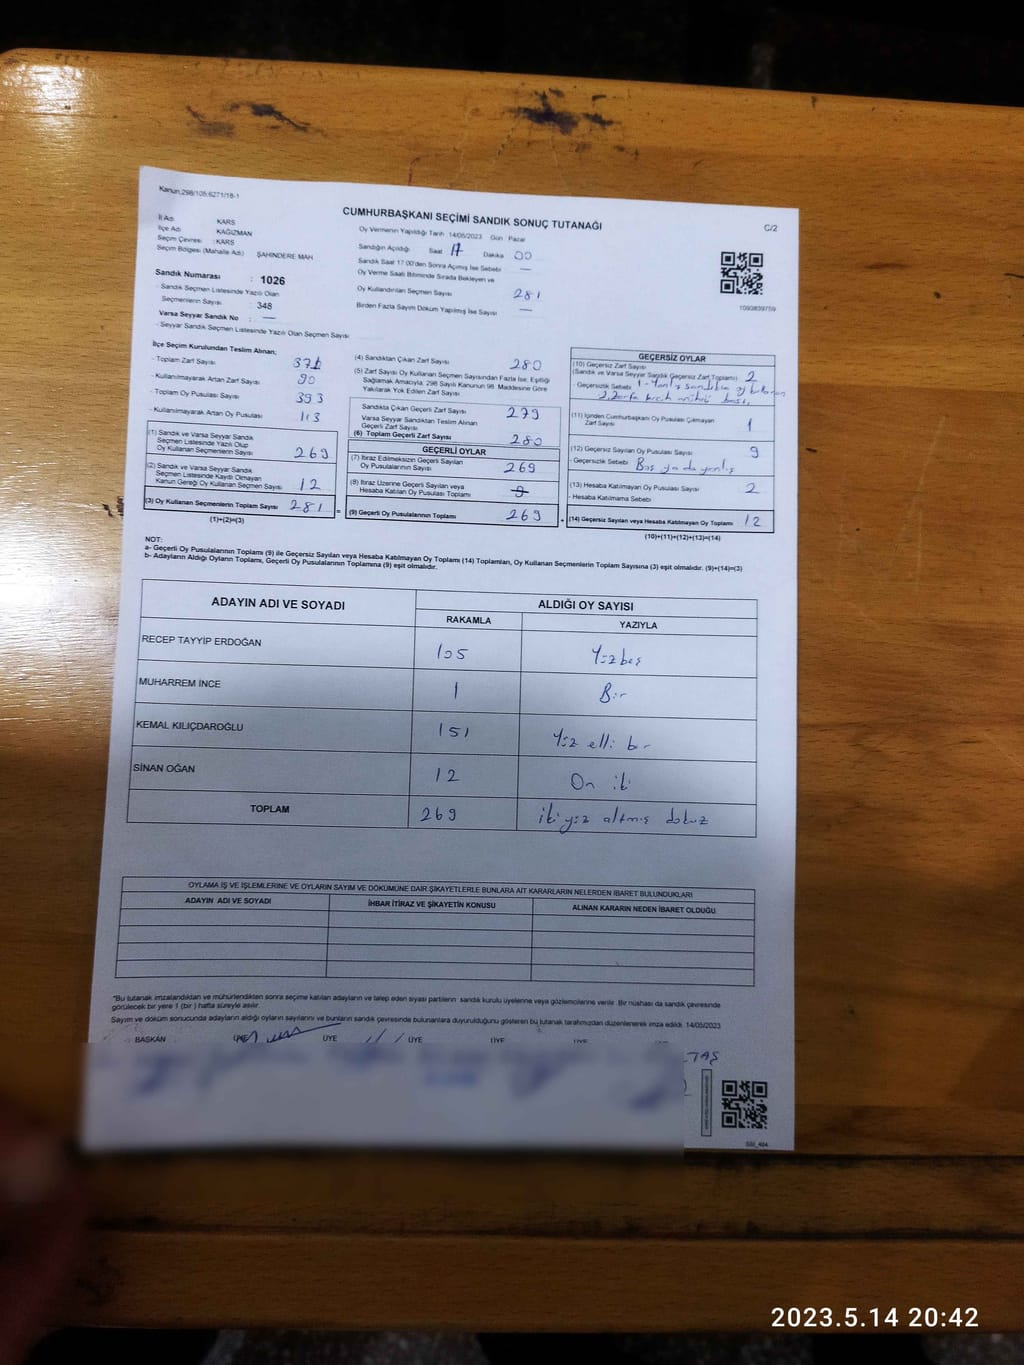 Kanun:298/105;6271/18-1
CUMHURBAŞKANI SEÇİMİ SANDIK SONUÇ TUTANAĞI
C/2
İl Adı : KARS
İlçe Adı : KAĞIZMAN
Seçim Çevresi : KARS
Seçim Bölgesi (Mahalle Adı) : ŞAHİNDERE MAH
Oy Vermenin Yapıldığı Tarih 14/05/2023 Gün Pazar
Sandığın Açıldığı Saat 17 Dakika 00
Sandık Saat 17:00'den Sonra Açılmış İse Sebebi —
Oy Verme Saati Bitiminde Sırada Bekleyen ve
Oy Kullandırılan Seçmen Sayısı 281
Birden Fazla Sayım Döküm Yapılmış İse Sayısı —
1093839759
Sandık Numarası : 1026
- Sandık Seçmen Listesinde Yazılı Olan
Seçmenlerin Sayısı : 348
Varsa Seyyar Sandık No : —
- Seyyar Sandık Seçmen Listesinde Yazılı Olan Seçmen Sayısı
İlçe Seçim Kurulundan Teslim Alınan;
- Toplam Zarf Sayısı
- Kullanılmayarak Artan Zarf Sayısı 90
- Toplam Oy Pusulası Sayısı 393
- Kullanılmayarak Artan Oy Pusulası 113
(1) Sandık ve Varsa Seyyar Sandık
Seçmen Listesinde Yazılı Olup
Oy Kullanan Seçmenlerin Sayısı 269
(2) Sandık ve Varsa Seyyar Sandık
Seçmen Listesinde Kayıtlı Olmayan
Kanun Gereği Oy Kullanan Seçmen Sayısı 12
(3) Oy Kullanan Seçmenlerin Toplam Sayısı 281
(1)+(2)=(3)
(4) Sandıktan Çıkan Zarf Sayısı 280
(5) Zarf Sayısı Oy Kullanan Seçmen Sayısından Fazla İse, Eşitliği
Sağlamak Amacıyla, 298 Sayılı Kanunun 98. Maddesine Göre
Yakılarak Yok Edilen Zarf Sayısı
Sandıkta Çıkan Geçerli Zarf Sayısı 279
Varsa Seyyar Sandıktan Teslim Alınan
Geçerli Zarf Sayısı
(6) Toplam Geçerli Zarf Sayısı 280
GEÇERLİ OYLAR
(7) İtiraz Edilmeksizin Geçerli Sayılan
Oy Pusulalarının Sayısı 269
(8) İtiraz Üzerine Geçerli Sayılan veya
Hesaba Katılan Oy Pusulası Toplamı
= (9) Geçerli Oy Pusulalarının Toplamı 269
GEÇERSİZ OYLAR
(10) Geçersiz Zarf Sayısı
(Sandık ve Varsa Seyyar Sandık Geçersiz Zarf Toplamı) 2
- Geçersizlik Sebebi 1-Yanlış sandıkta oy kullanan
2. Zarfa mühür
(11) İçinden Cumhurbaşkanı Oy Pusulası Çıkmayan
Zarf Sayısı 1
(12) Geçersiz Sayılan Oy Pusulası Sayısı 9
- Geçersizlik Sebebi Boş ya da yanlış
(13) Hesaba Katılmayan Oy Pusulası Sayısı 2
- Hesaba Katılmama Sebebi
+ (14) Geçersiz Sayılan veya Hesaba Katılmayan Oy Toplamı 12
(10)+(11)+(12)+(13)=(14)
NOT:
a- Geçerli Oy Pusulalarının Toplamı (9) ile Geçersiz Sayılan veya Hesaba Katılmayan Oy Toplamı (14) Toplamları, Oy Kullanan Seçmenlerin Toplam Sayısına (3) eşit olmalıdır. (9)+(14)=(3)
b- Adayların Aldığı Oyların Toplamı, Geçerli Oy Pusulalarının Toplamına (9) eşit olmalıdır.
ADAYIN ADI VE SOYADI ALDIĞI OY SAYISI
RAKAMLA YAZIYLA
RECEP TAYYİP ERDOĞAN 105 Yüzbeş
MUHARREM İNCE 1 Bir
KEMAL KILIÇDAROĞLU 151 Yüz elli bir
SİNAN OĞAN 12 On iki
TOPLAM 269 iki yüz altmış dokuz
OYLAMA İŞ VE İŞLEMLERİNE VE OYLARIN SAYIM VE DÖKÜMÜNE DAİR ŞİKAYETLERLE BUNLARA AİT KARARLARIN NELERDEN İBARET BULUNDUKLARI
ADAYIN ADI VE SOYADI İHBAR İTİRAZ VE ŞİKAYETİN KONUSU ALINAN KARARIN NEDEN İBARET OLDUĞU
*Bu tutanak imzalandıktan ve mühürlendikten sonra seçime katılan adayların ve talep eden siyasi partilerin sandık kurulu üyelerine veya gözlemcilerine verilir. Bir nüshası da sandık çevresinde
görülecek bir yere 1 (bir) hafta süreyle asılır.
Sayım ve döküm sonucunda adayların aldığı oyların sayılarını ve bunların sandık çevresinde bulunanlara duyurulduğunu gösteren bu tutanak tarafımızdan düzenlenerek imza edildi. 14/05/2023
BAŞKAN ÜYE ÜYE ÜYE ÜYE ÜYE
2023.5.14 20:42